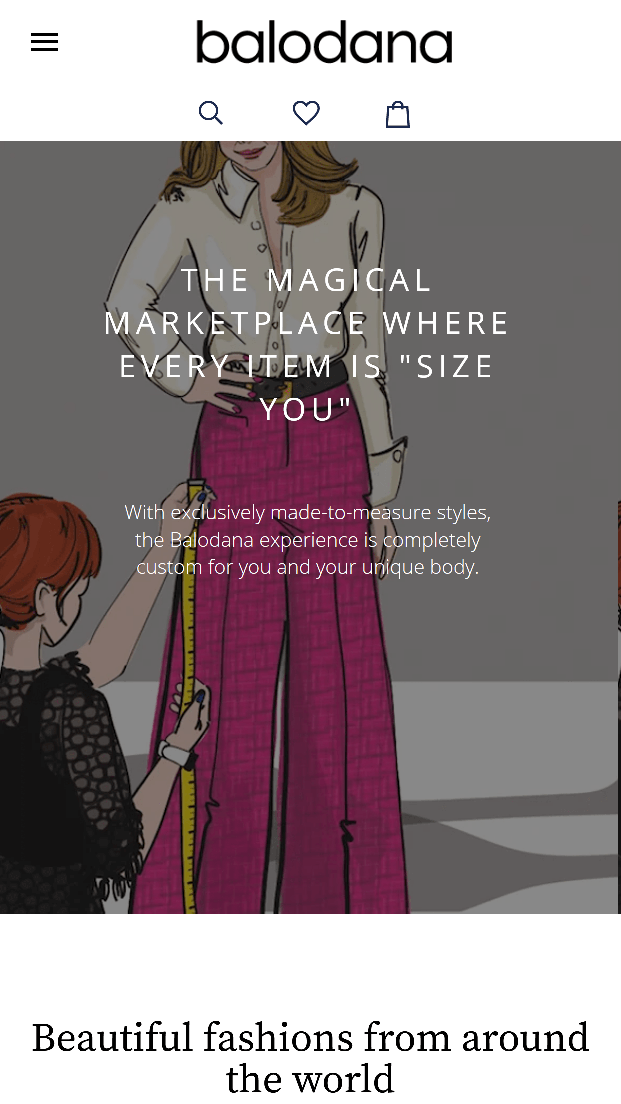 balodana
THE MAGICAL
MARKETPLACE WHERE
EVERY ITEM IS "SIZE
YOU"
With exclusively made-to-measure styles,
the Balodana experience is completely
custom for you and your unique body.
Beautiful fashions from around
the world